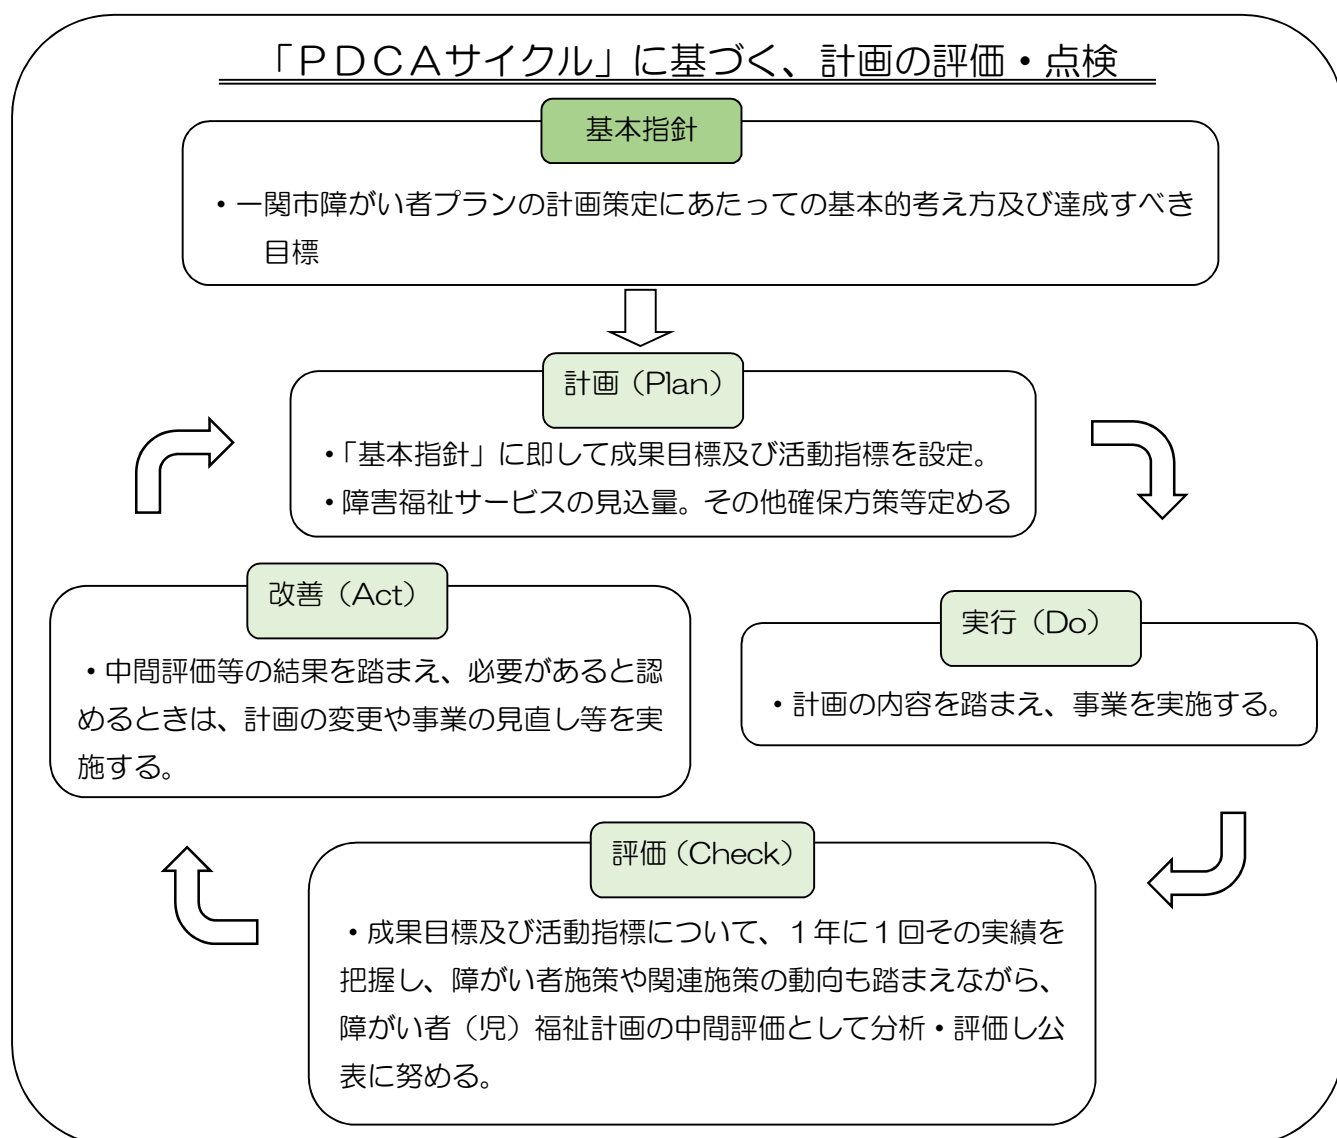 「PDCAサイクル」に基づく、計画の評価・点検
基本指針
・一関市障がい者プランの計画策定にあたっての基本的考え方及び達成すべき
目標
計画(Plan)
・「基本指針」に即して成果目標及び活動指標を設定。
・障害福祉サービスの見込量。その他確保方策等定める
改善(Act)
・中間評価等の結果を踏まえ、必要があると認
めるときは、計画の変更や事業の見直し等を実
施する。
実行(Do)
・計画の内容を踏まえ、事業を実施する。
評価(Check)
・成果目標及び活動指標について、1年に1回その実績を
把握し、障がい者施策や関連施策の動向も踏まえながら、
障がい者(児)福祉計画の中間評価として分析・評価し公
表に努める。